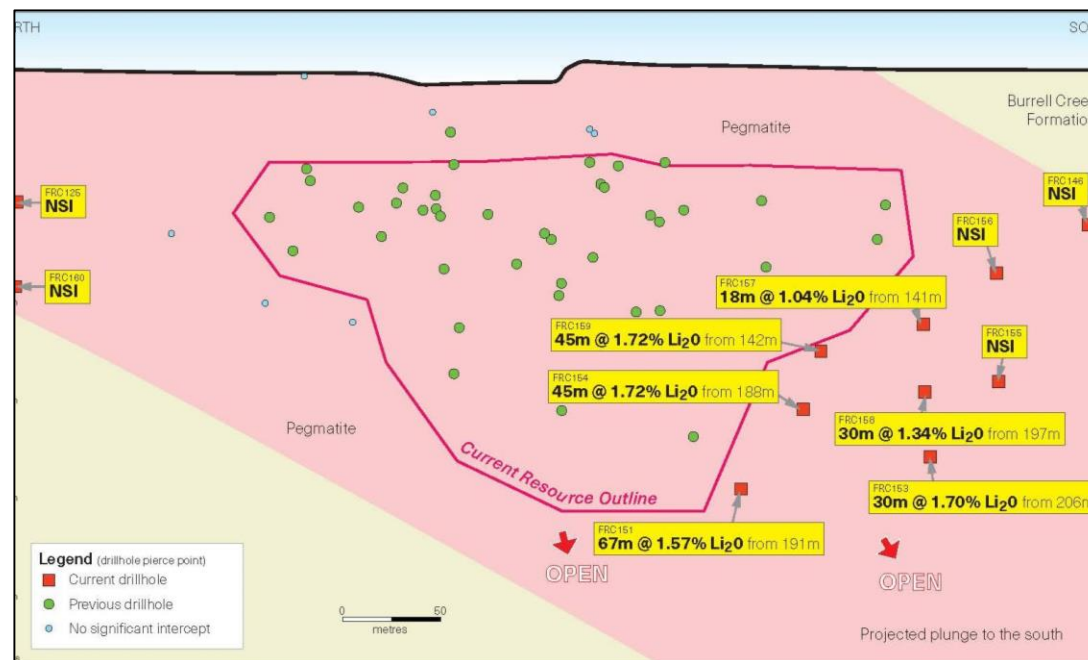 RTH
SO
Burrell Cree
Formatio
Pegmatite
FRC125
NSI
FRC146
NSI
FRC156
NSI
FRC160
NSI
FRC157
18m @ 1.04% Li2O from 141m
FRC159
45m @ 1.72% Li2O from 142m
FRC155
NSI
FRC154
45m @ 1.72% Li2O from 188m
FRC158
30m @ 1.34% Li2O from 197m
Pegmatite
Current Resource Outline
FRC153
30m @ 1.70% Li2O from 206m
FRC151
67m @ 1.57% Li2O from 191m
OPEN
OPEN
Legend (drillhole pierce point)
Current drillhole
Previous drillhole
No significant intercept
0 50
metres
Projected plunge to the south